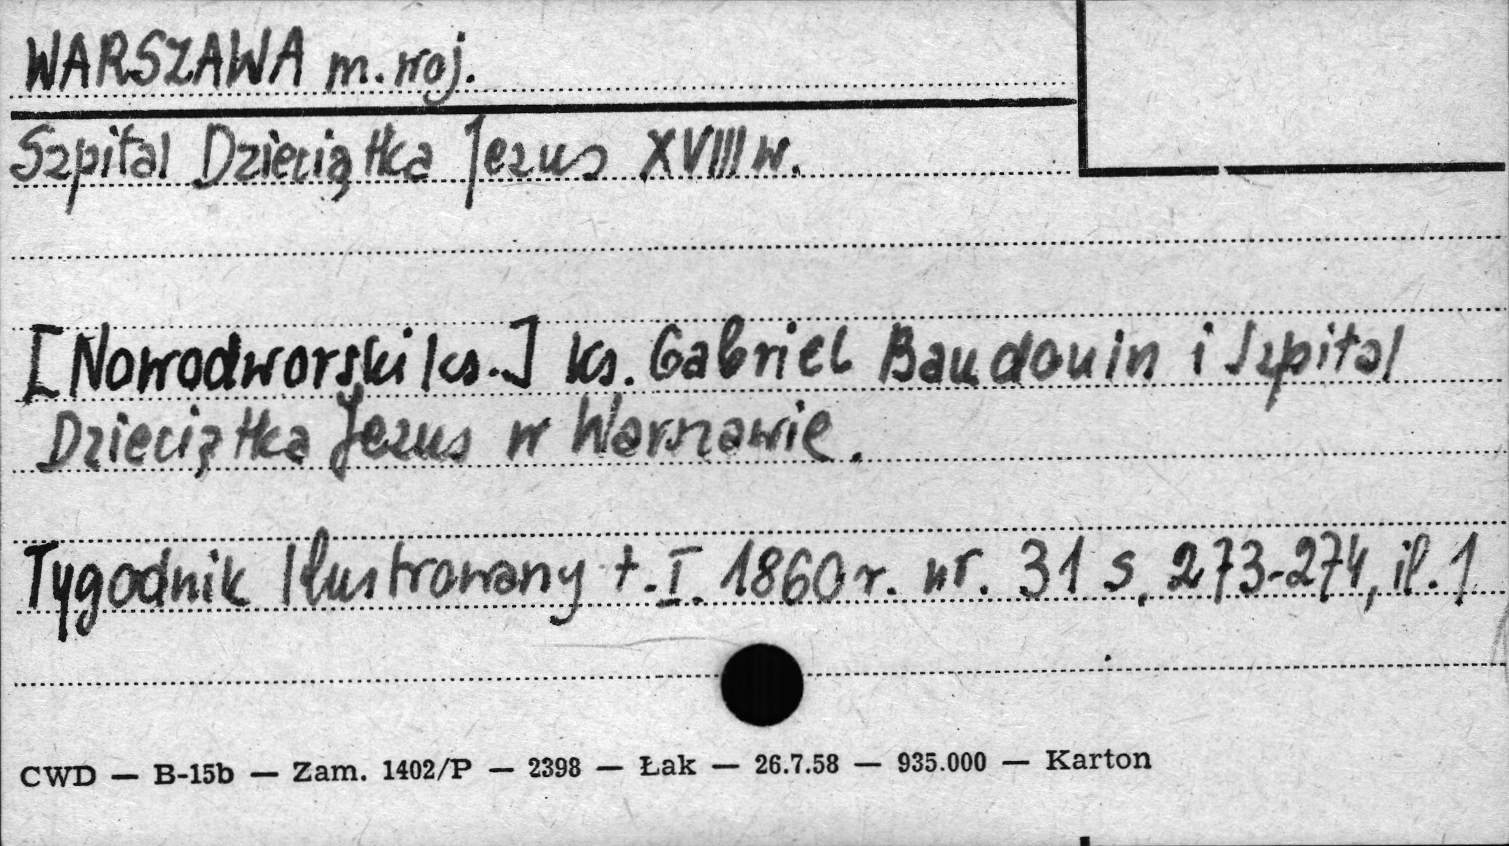 WARSZAWA m. woj.
Szpital Dzieciątka Jezus XVIII w.
[Nowodworski ks.] ks. Gabriel Baudouin i Szpital
Dzieciątka Jezus w Warszawie.
Tygodnik Ilustrowany t. I. 1860 r. nr. 31 s. 273-274, il. 1
CWD — B-15b — Zam. 1402/P — 2398 — Łak — 26.7.58 — 935.000 — Karton